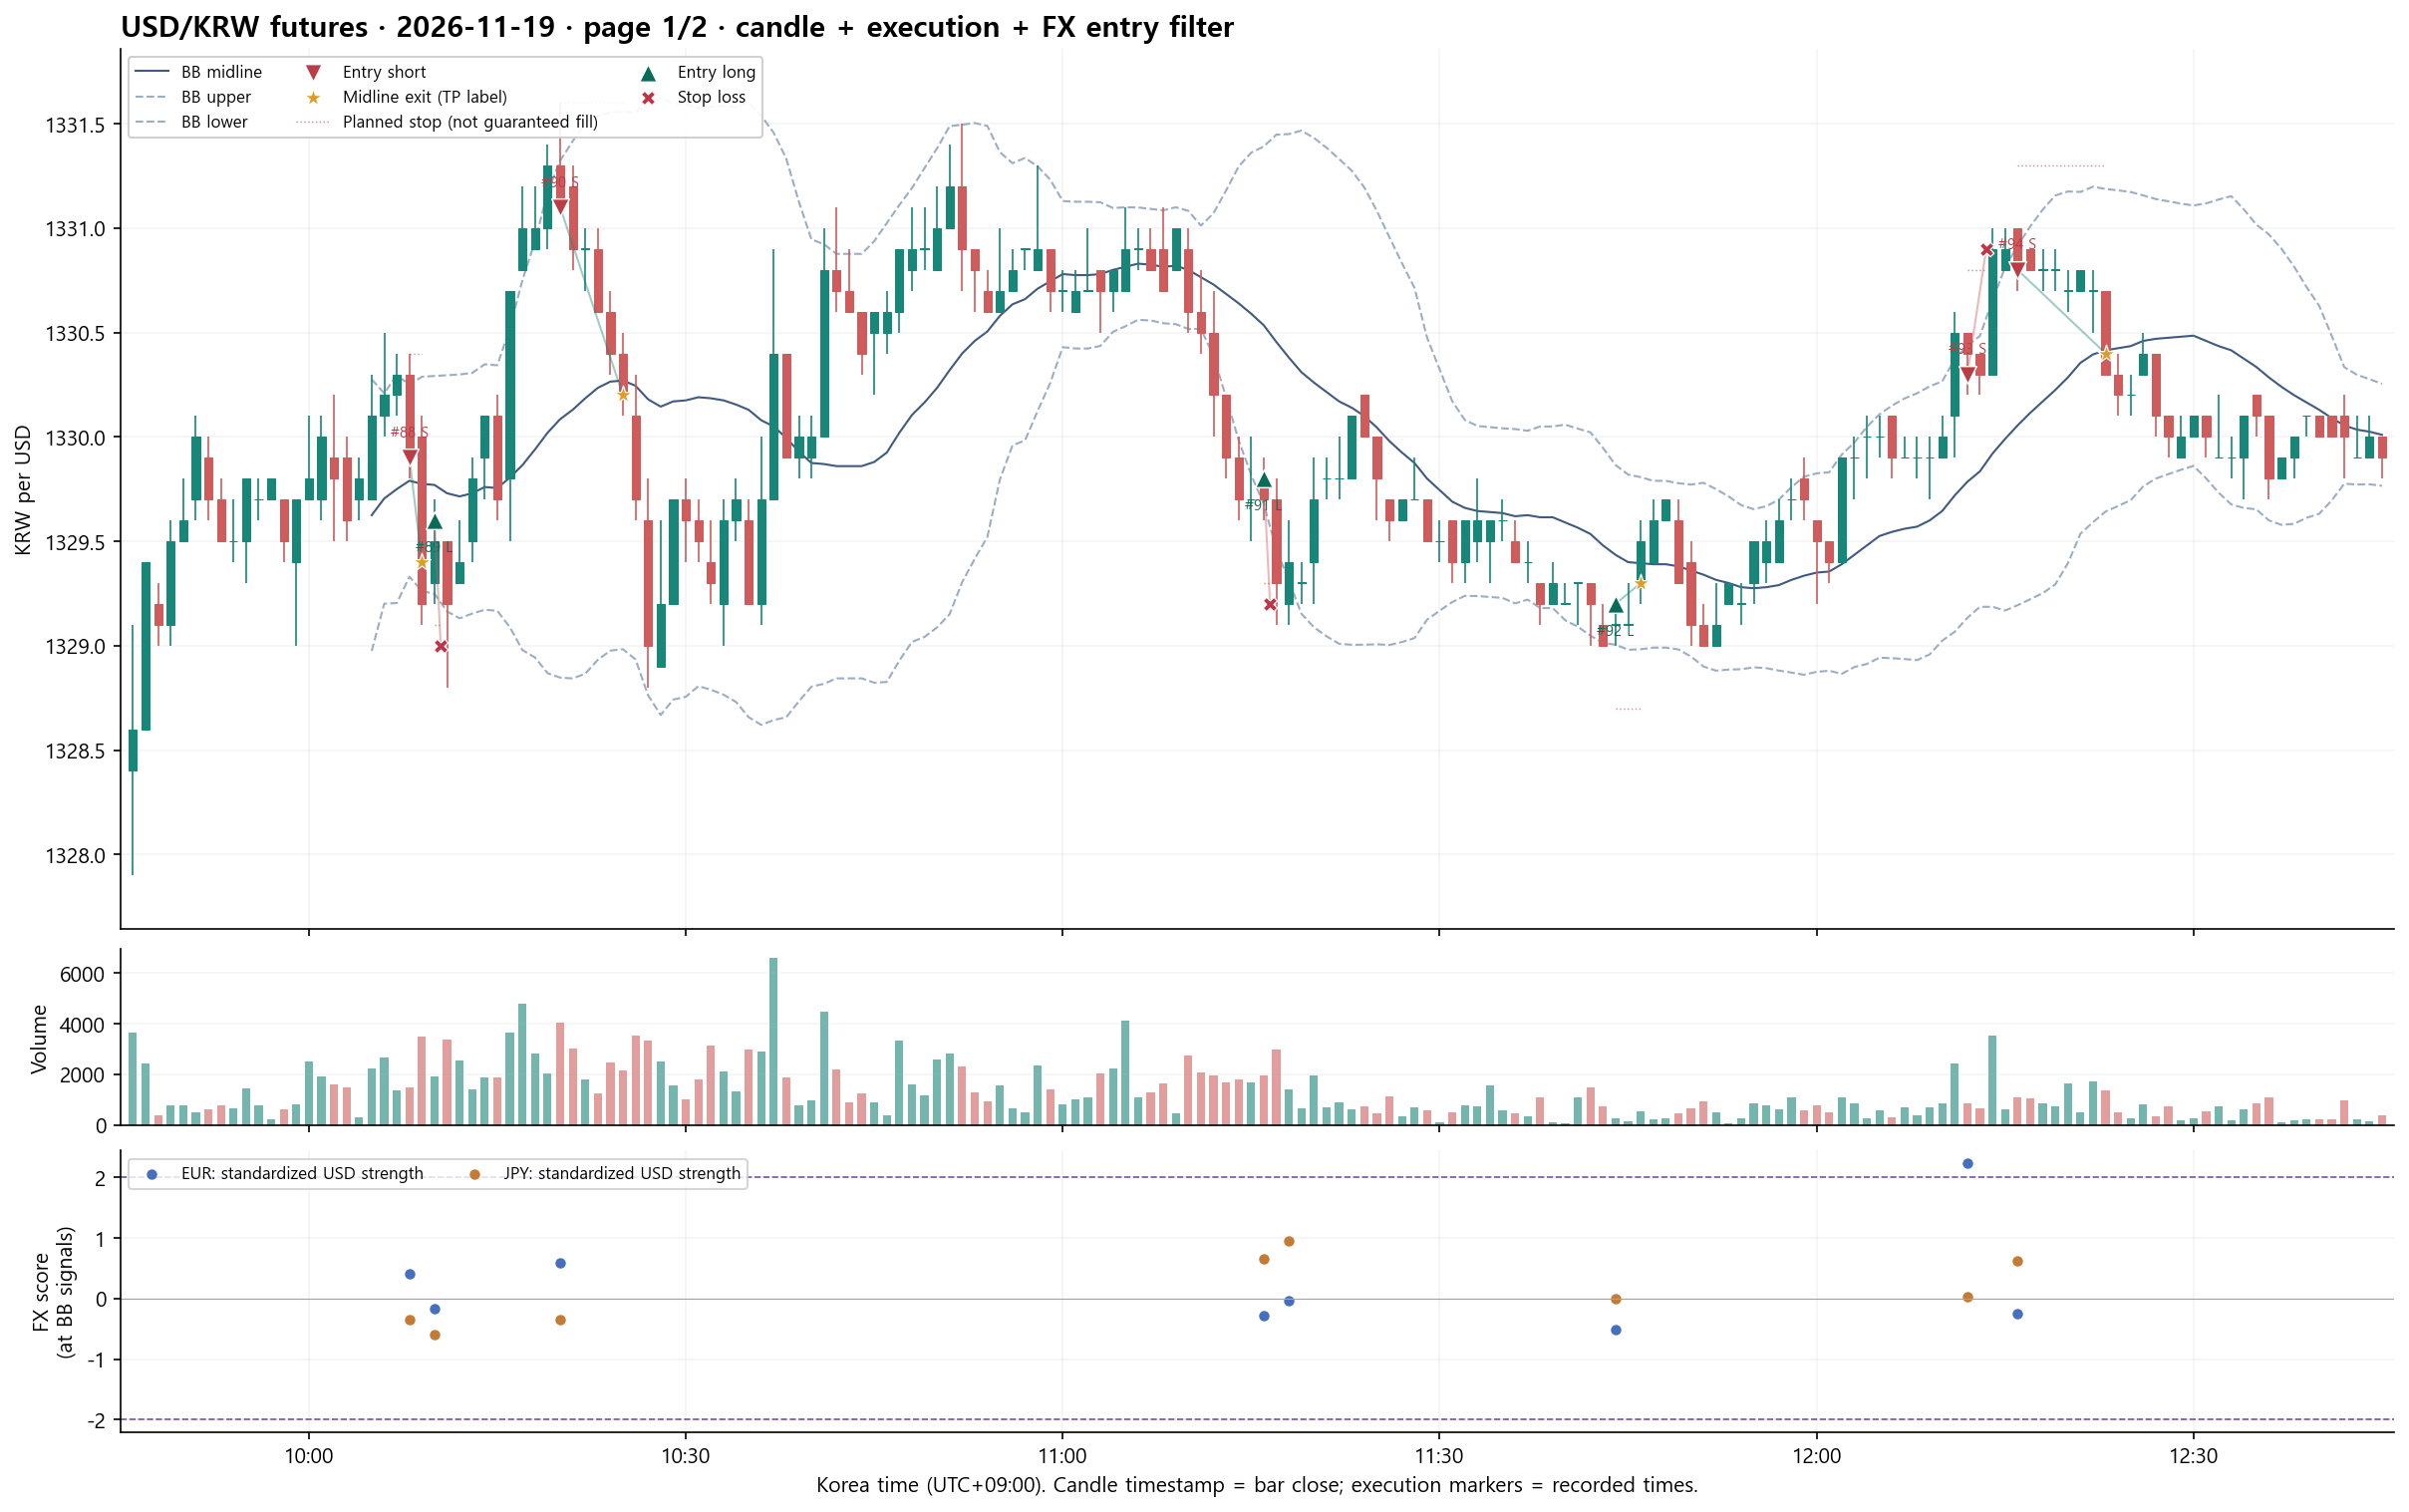 USD/KRW futures · 2026-11-19 · page 1/2 · candle + execution + FX entry filter
BB midline
BB upper
BB lower
Entry short
Midline exit (TP label)
Planned stop (not guaranteed fill)
Entry long
Stop loss
KRW per USD
1331.5
1331.0
1330.5
1330.0
1329.5
1329.0
1328.5
1328.0
#88 S
#89 L
#90 S
#91 L
#92 L
#93 S
#94 S
Volume
6000
4000
2000
0
EUR: standardized USD strength
JPY: standardized USD strength
FX score
(at BB signals)
2
1
0
-1
-2
10:00
10:30
11:00
11:30
12:00
12:30
Korea time (UTC+09:00). Candle timestamp = bar close; execution markers = recorded times.